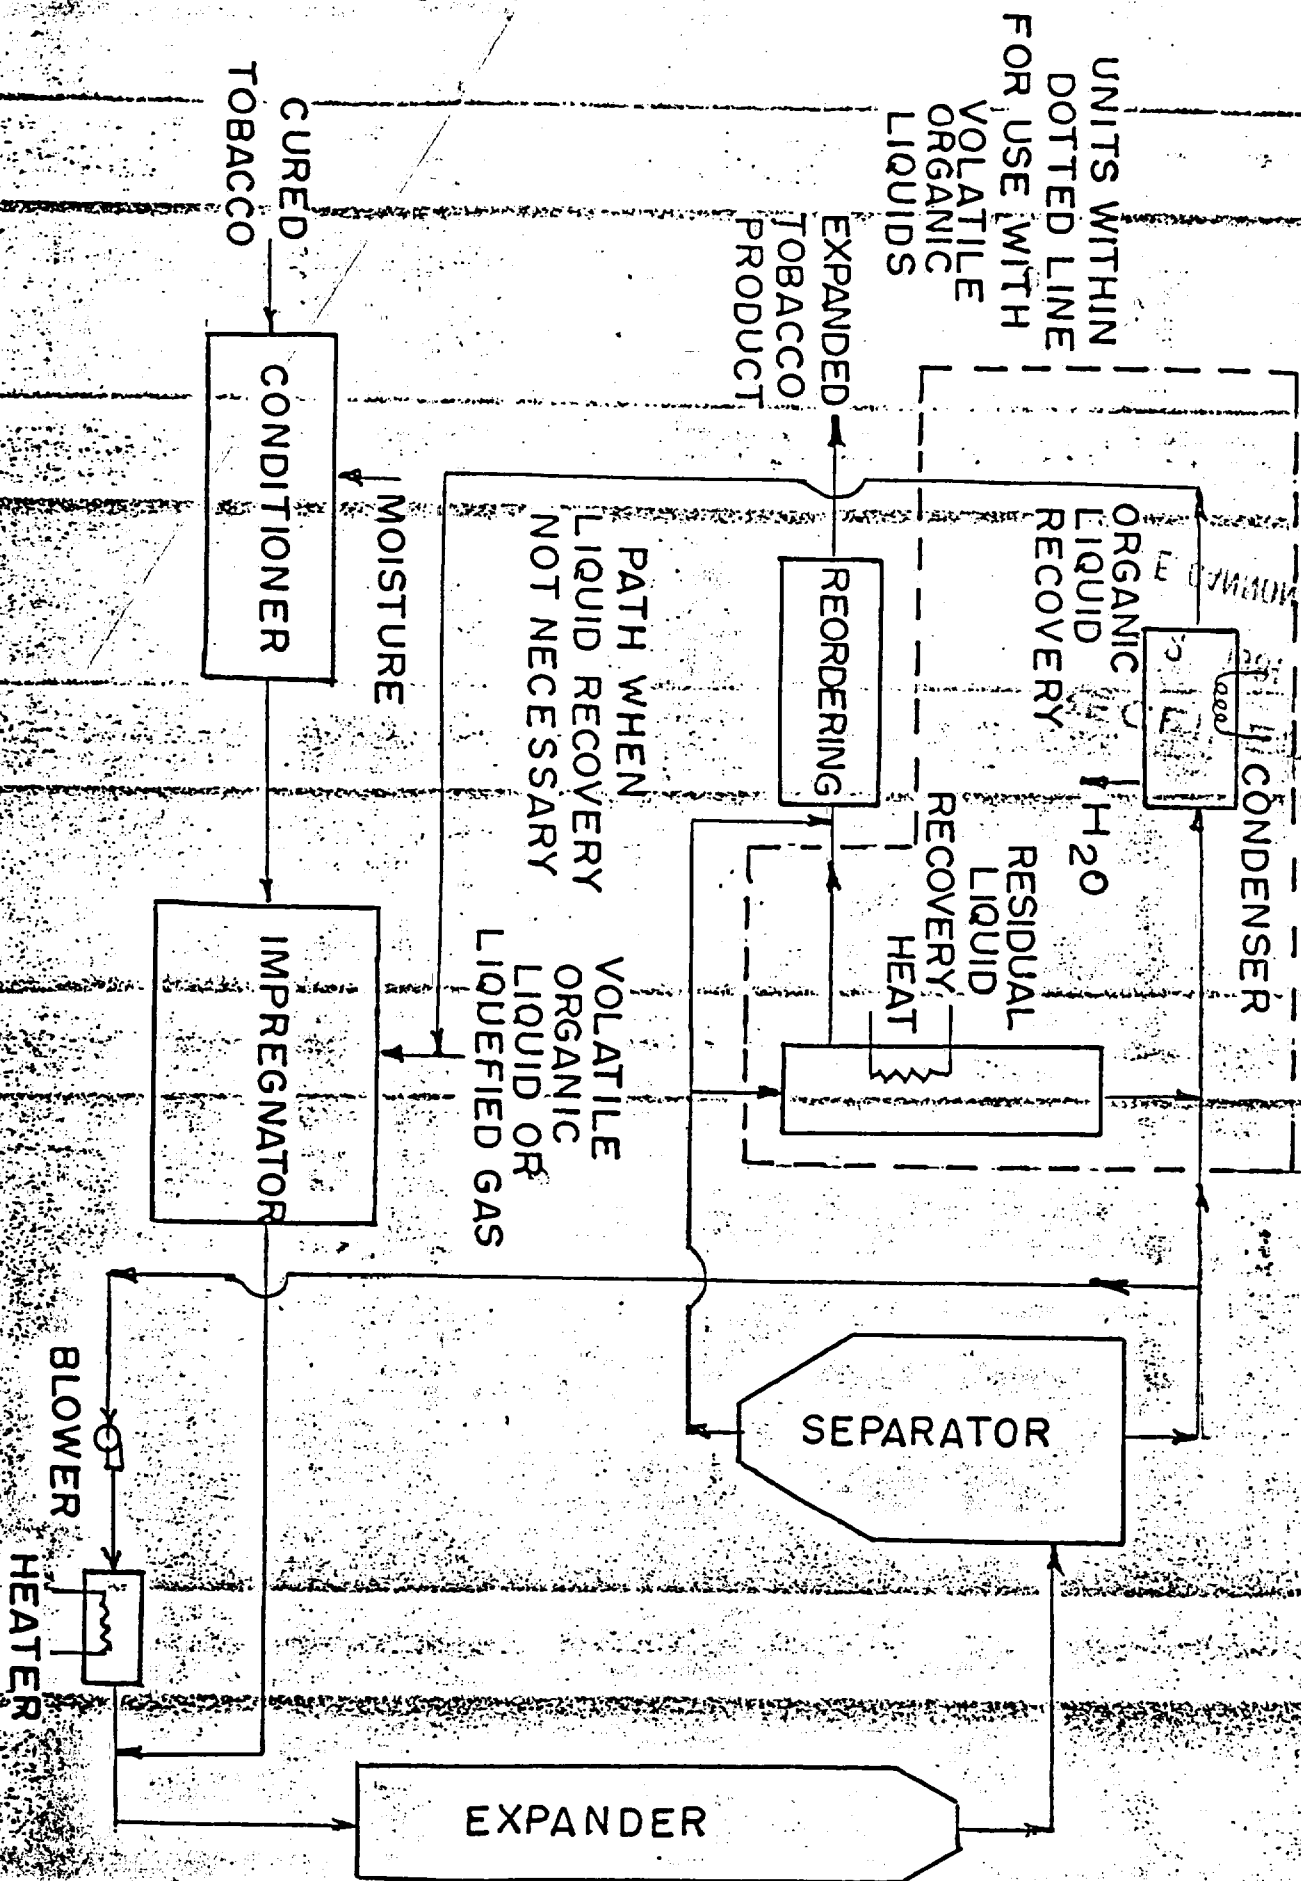 UNITS WITHIN
DOTTED LINE
FOR USE WITH
VOLATILE
ORGANIC
LIQUIDS
CONDENSER
ORGANIC
LIQUID
RECOVERY
H2O
RESIDUAL
LIQUID
RECOVERY
HEAT
SEPARATOR
EXPANDED
TOBACCO
PRODUCT
REORDERING
PATH WHEN
LIQUID RECOVERY
NOT NECESSARY
VOLATILE
ORGANIC
LIQUID OR
LIQUEFIED GAS
EXPANDER
MOISTURE
CURED
TOBACCO
CONDITIONER
IMPREGNATOR
BLOWER
HEATER